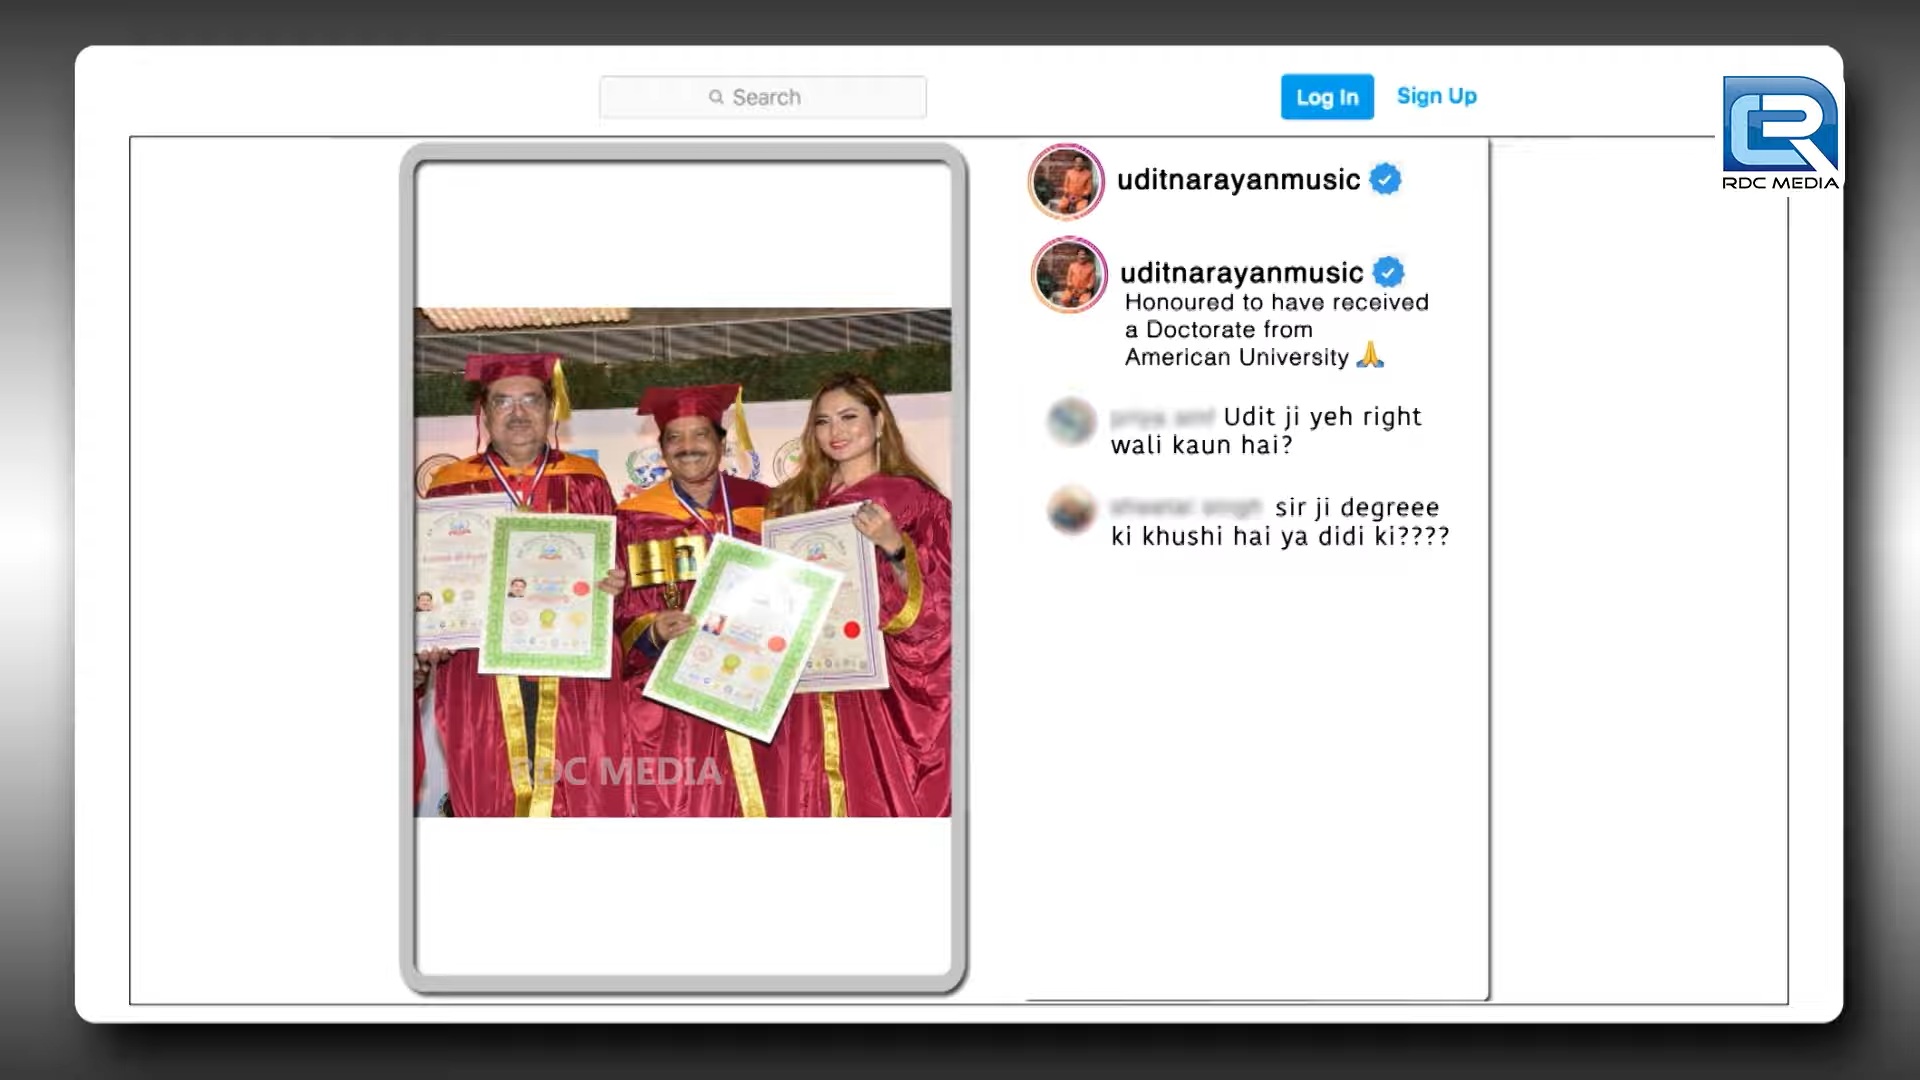 Search
Log In
Sign Up
RDC MEDIA
uditnarayanmusic
uditnarayanmusic
Honoured to have received
a Doctorate from
American University 🙏
Udit ji yeh right
wali kaun hai?
sir ji degreee
ki khushi hai ya didi ki????
RDC MEDIA